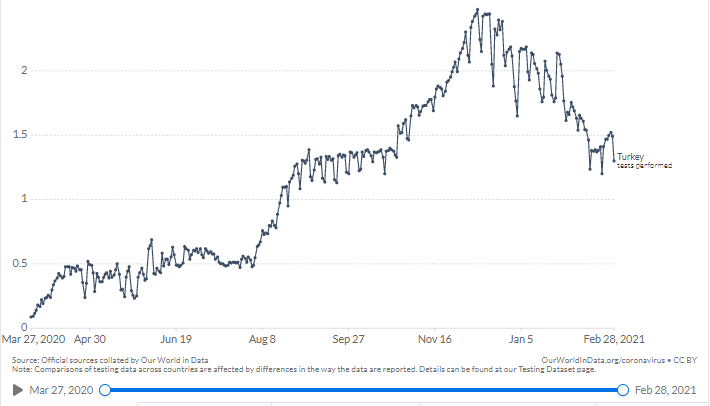 2
1.5
1
0.5
0
Turkey
tests performed
Mar 27, 2020 Apr 30 Jun 19 Aug 8 Sep 27 Nov 16 Jan 5 Feb 28, 2021
Source: Official sources collated by Our World in Data OurWorldInData.org/coronavirus • CC BY
Note: Comparisons of testing data across countries are affected by differences in the way the data are reported. Details can be found at our Testing Dataset page.
Mar 27, 2020 Feb 28, 2021